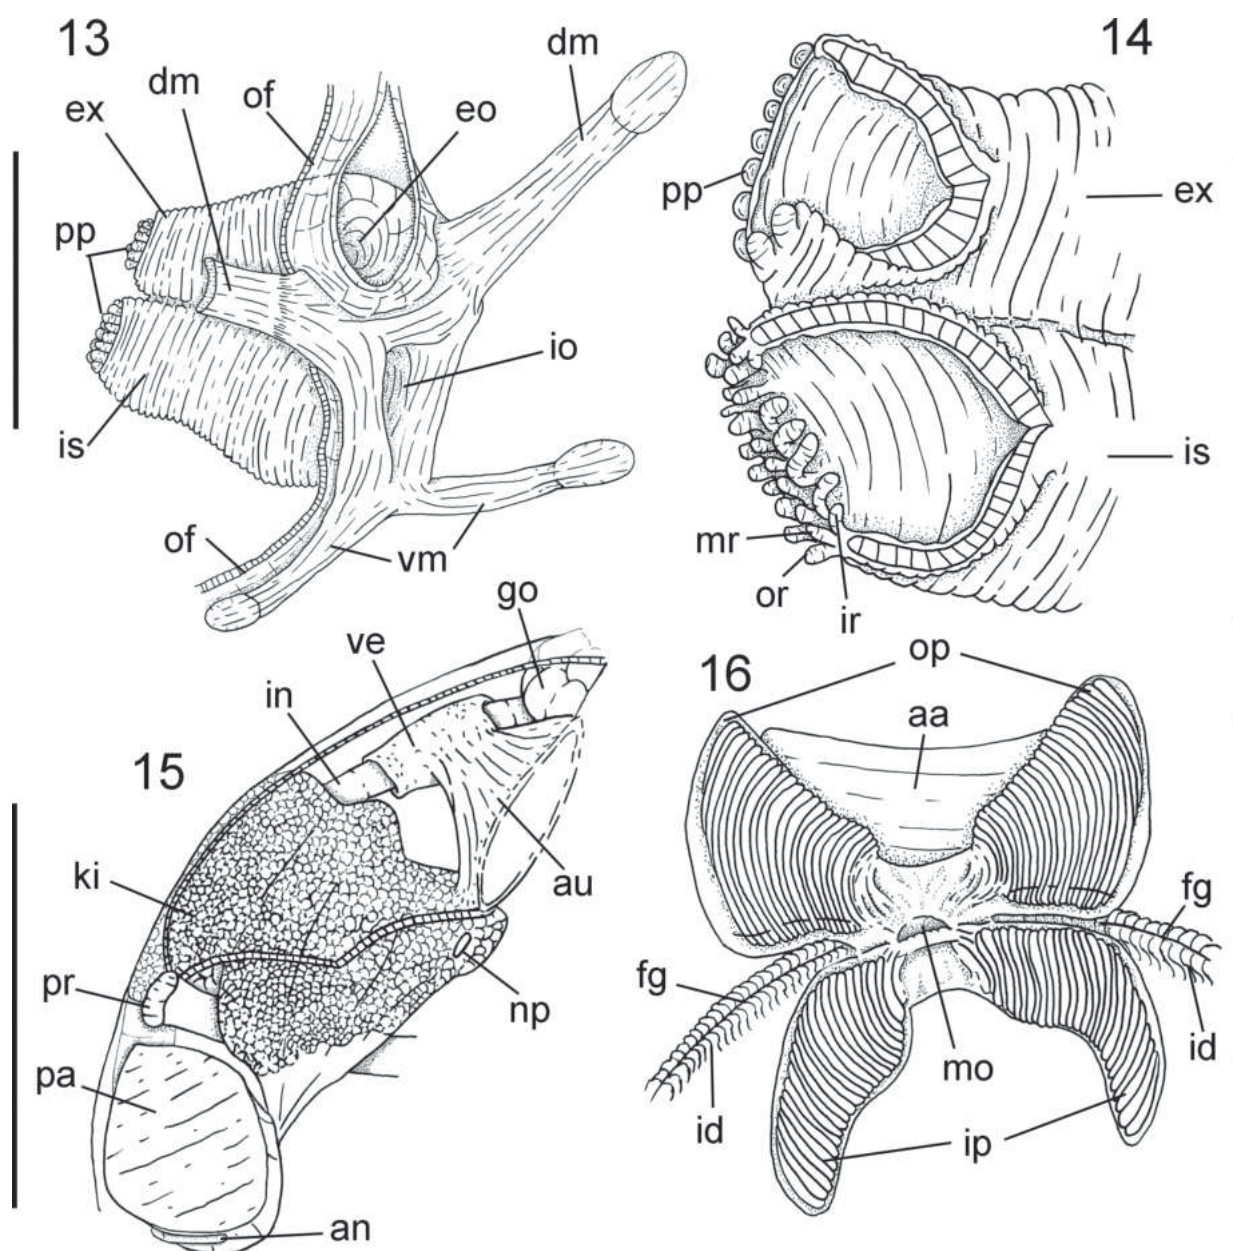 13
dm
14
dm
of
ex
eo
pp
pp
ex
io
is
is
of
vm
mr
or
ir
go
ve
op
in
16
aa
15
ki
au
fg
fg
pr
np
id
pa
mo
id
ip
an